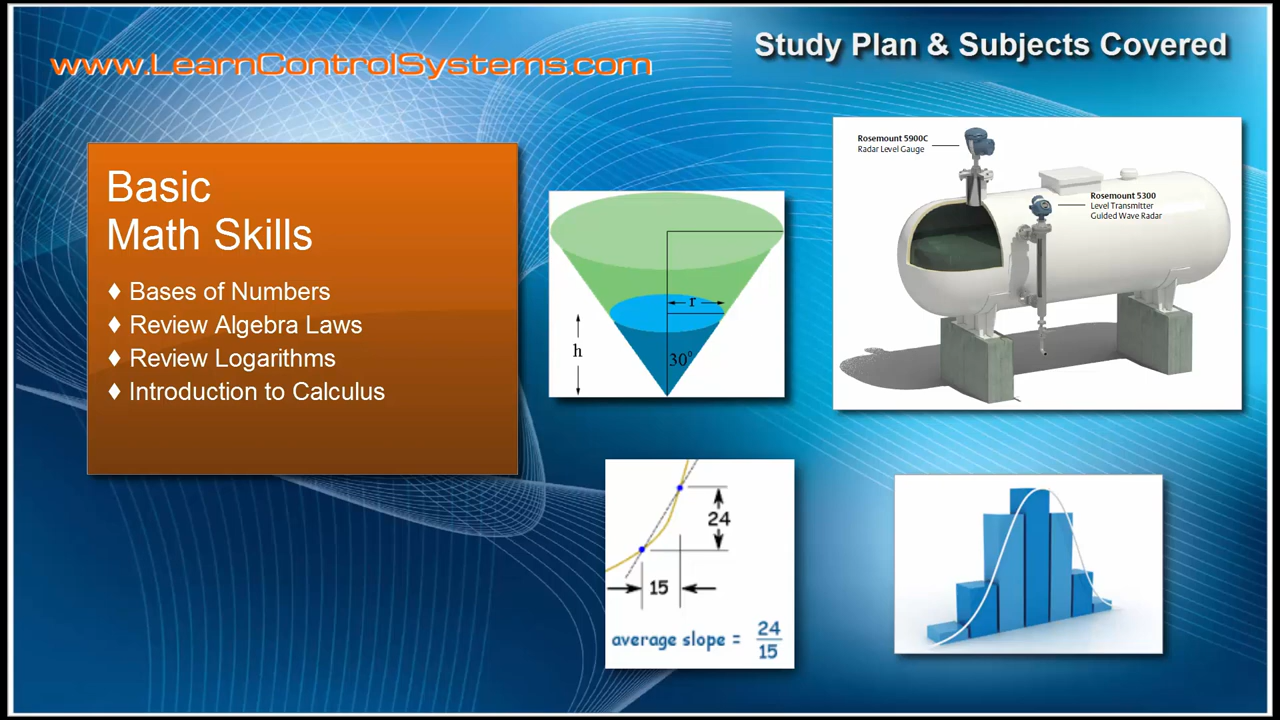 www.LearnControlSystems.com
Study Plan & Subjects Covered
Basic
Math Skills
♦ Bases of Numbers
♦ Review Algebra Laws
♦ Review Logarithms
♦ Introduction to Calculus
r
h
30°
Rosemount 5900C
Radar Level Gauge
Rosemount 5300
Level Transmitter
Guided Wave Radar
24
15
average slope = 24/15